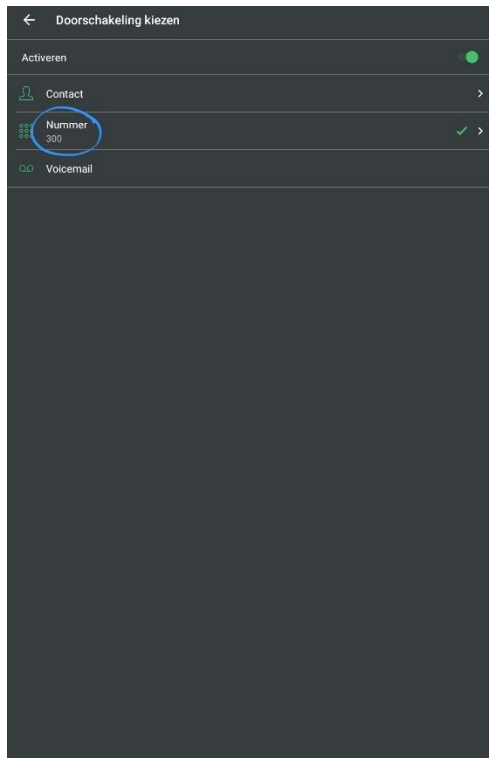 Doorschakeling kiezen
Activeren
Contact
Nummer
300
Voicemail